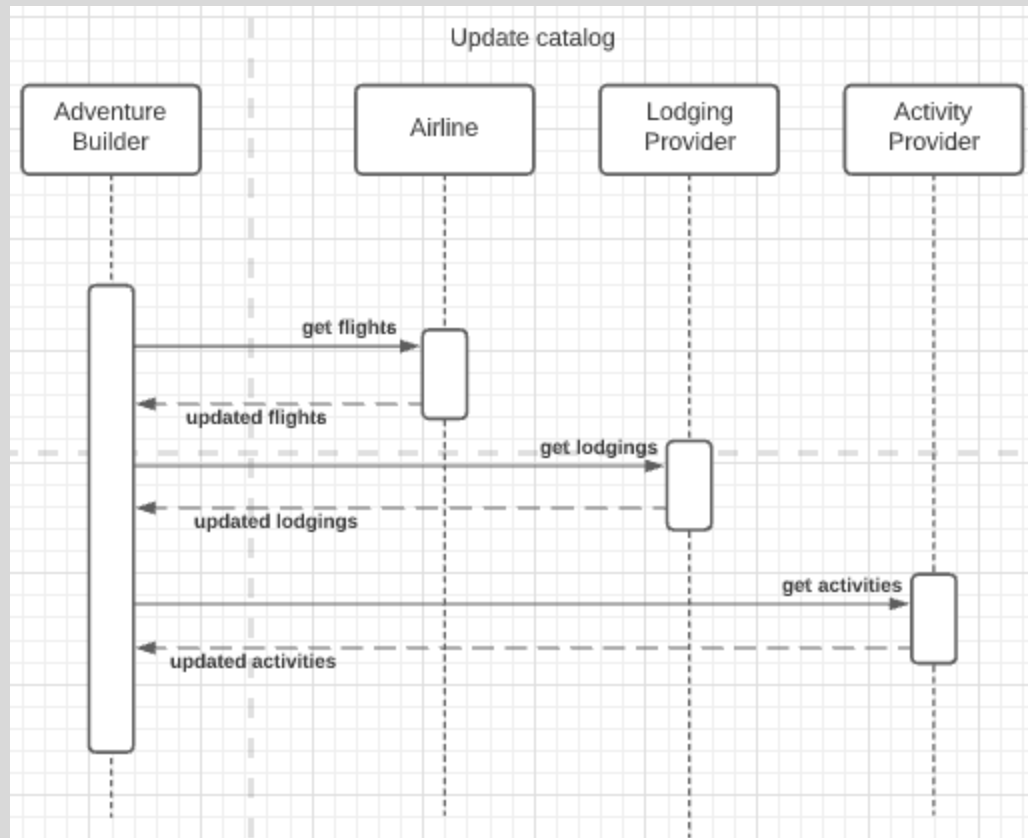 Update catalog
Adventure
Builder
Airline
Lodging
Provider
Activity
Provider
get flights
updated flights
get lodgings
updated lodgings
get activities
updated activities